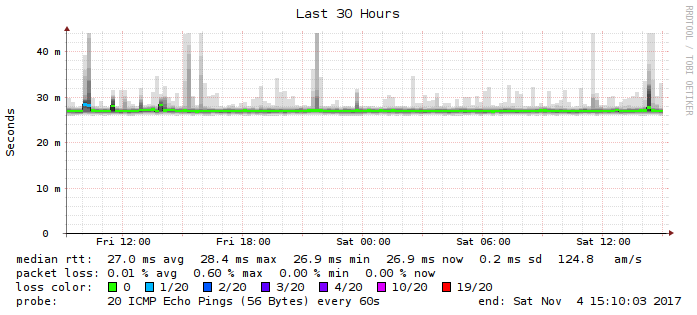 Last 30 Hours
RRDTOOL / TOBI OETIKER
Seconds
40 m
30 m
20 m
10 m
0
Fri 12:00 Fri 18:00 Sat 00:00 Sat 06:00 Sat 12:00
median rtt: 27.0 ms avg 28.4 ms max 26.9 ms min 26.9 ms now 0.2 ms sd 124.8 am/s
packet loss: 0.01 % avg 0.60 % max 0.00 % min 0.00 % now
loss color: 0 1/20 2/20 3/20 4/20 10/20 19/20
probe: 20 ICMP Echo Pings (56 Bytes) every 60s end: Sat Nov 4 15:10:03 2017